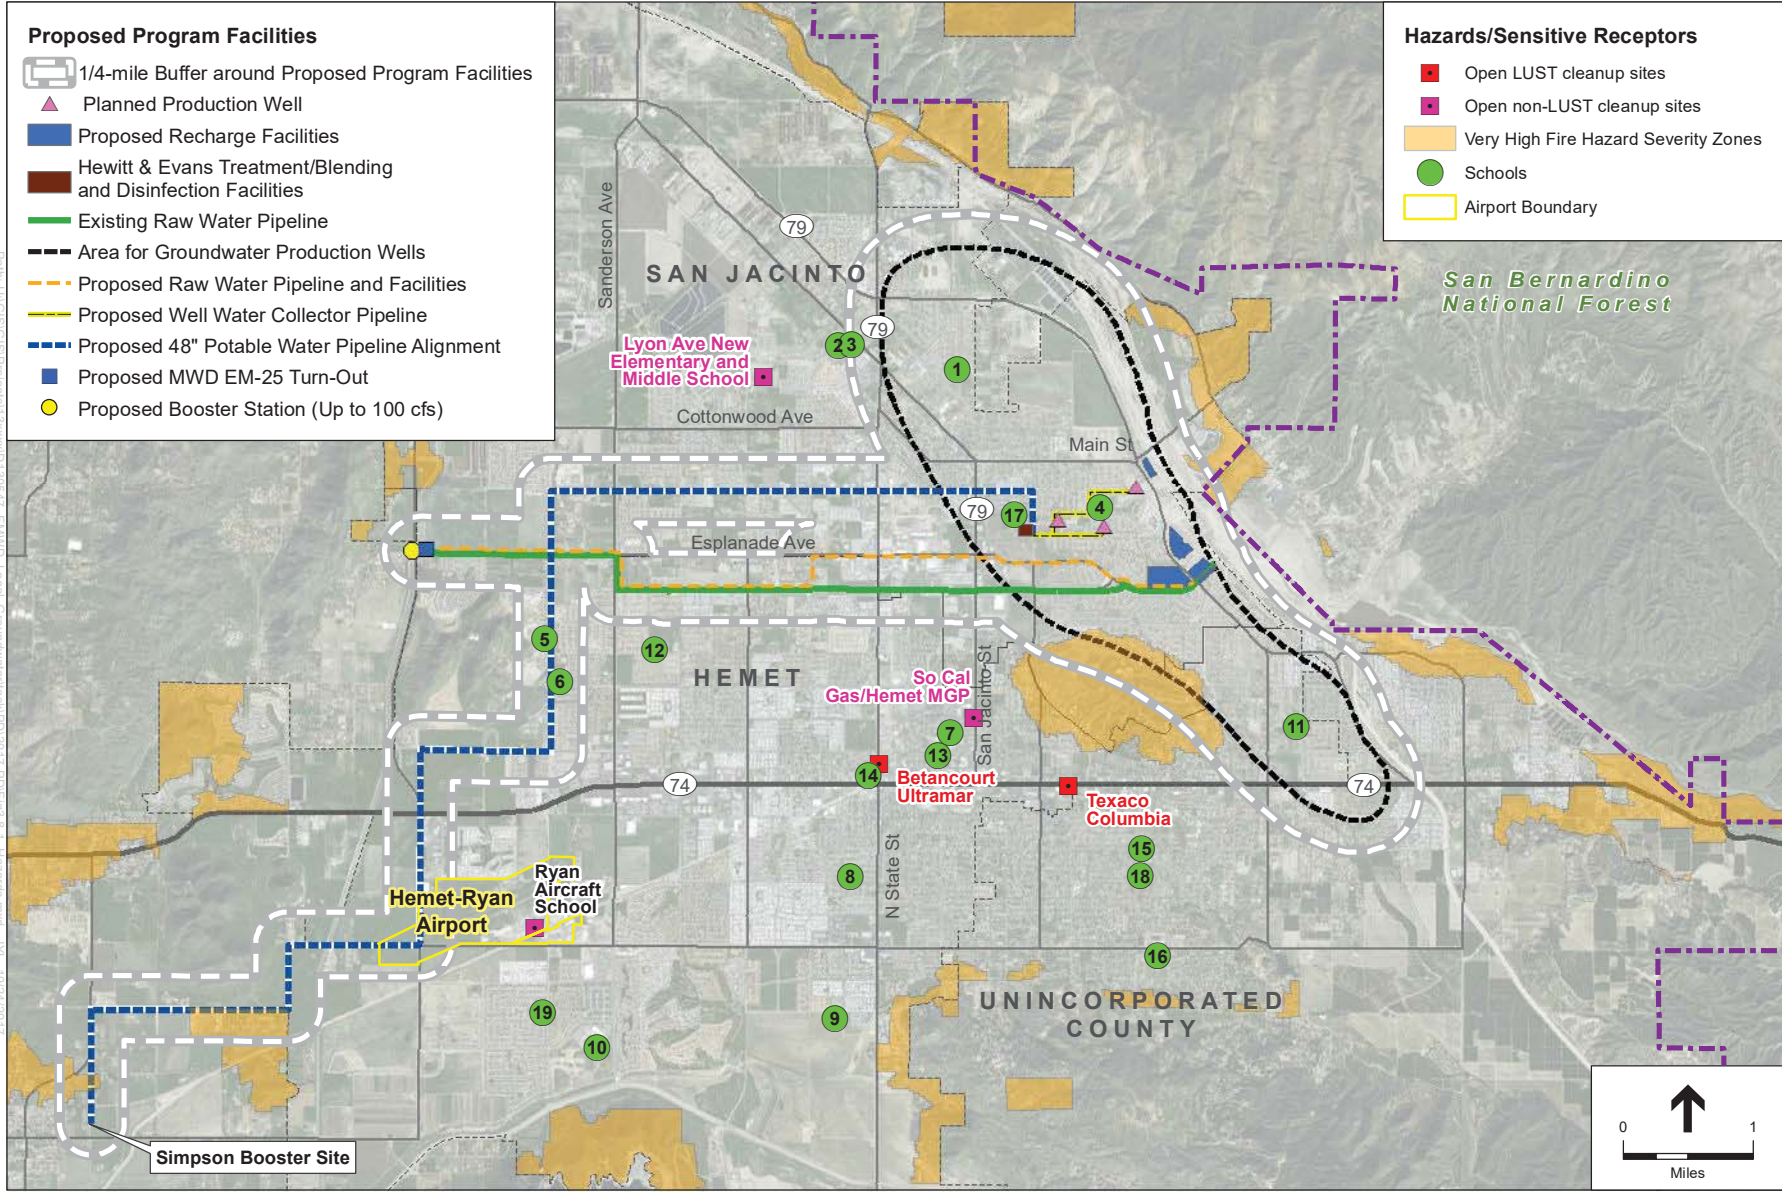 Proposed Program Facilities
1/4-mile Buffer around Proposed Program Facilities
Planned Production Well
Proposed Recharge Facilities
Hewitt & Evans Treatment/Blending
and Disinfection Facilities
Existing Raw Water Pipeline
Area for Groundwater Production Wells
Proposed Raw Water Pipeline and Facilities
Proposed Well Water Collector Pipeline
Proposed 48" Potable Water Pipeline Alignment
Proposed MWD EM-25 Turn-Out
Proposed Booster Station (Up to 100 cfs)
Hazards/Sensitive Receptors
Open LUST cleanup sites
Open non-LUST cleanup sites
Very High Fire Hazard Severity Zones
Schools
Airport Boundary
Sanderson Ave
79
SAN JACINTO
San Bernardino
National Forest
79
Lyon Ave New
Elementary and
Middle School
2
3
1
Cottonwood Ave
Main St
79
17
4
Esplanade Ave
5
12
6
HEMET
So Cal
Gas/Hemet MGP
San Jacinto St
7
11
13
14
Betancourt
Ultramar
74
74
Texaco
Columbia
15
18
8
N State St
Ryan
Aircraft
School
Hemet-Ryan
Airport
16
UNINCORPORATED
COUNTY
19
9
10
Simpson Booster Site
0
1
Miles